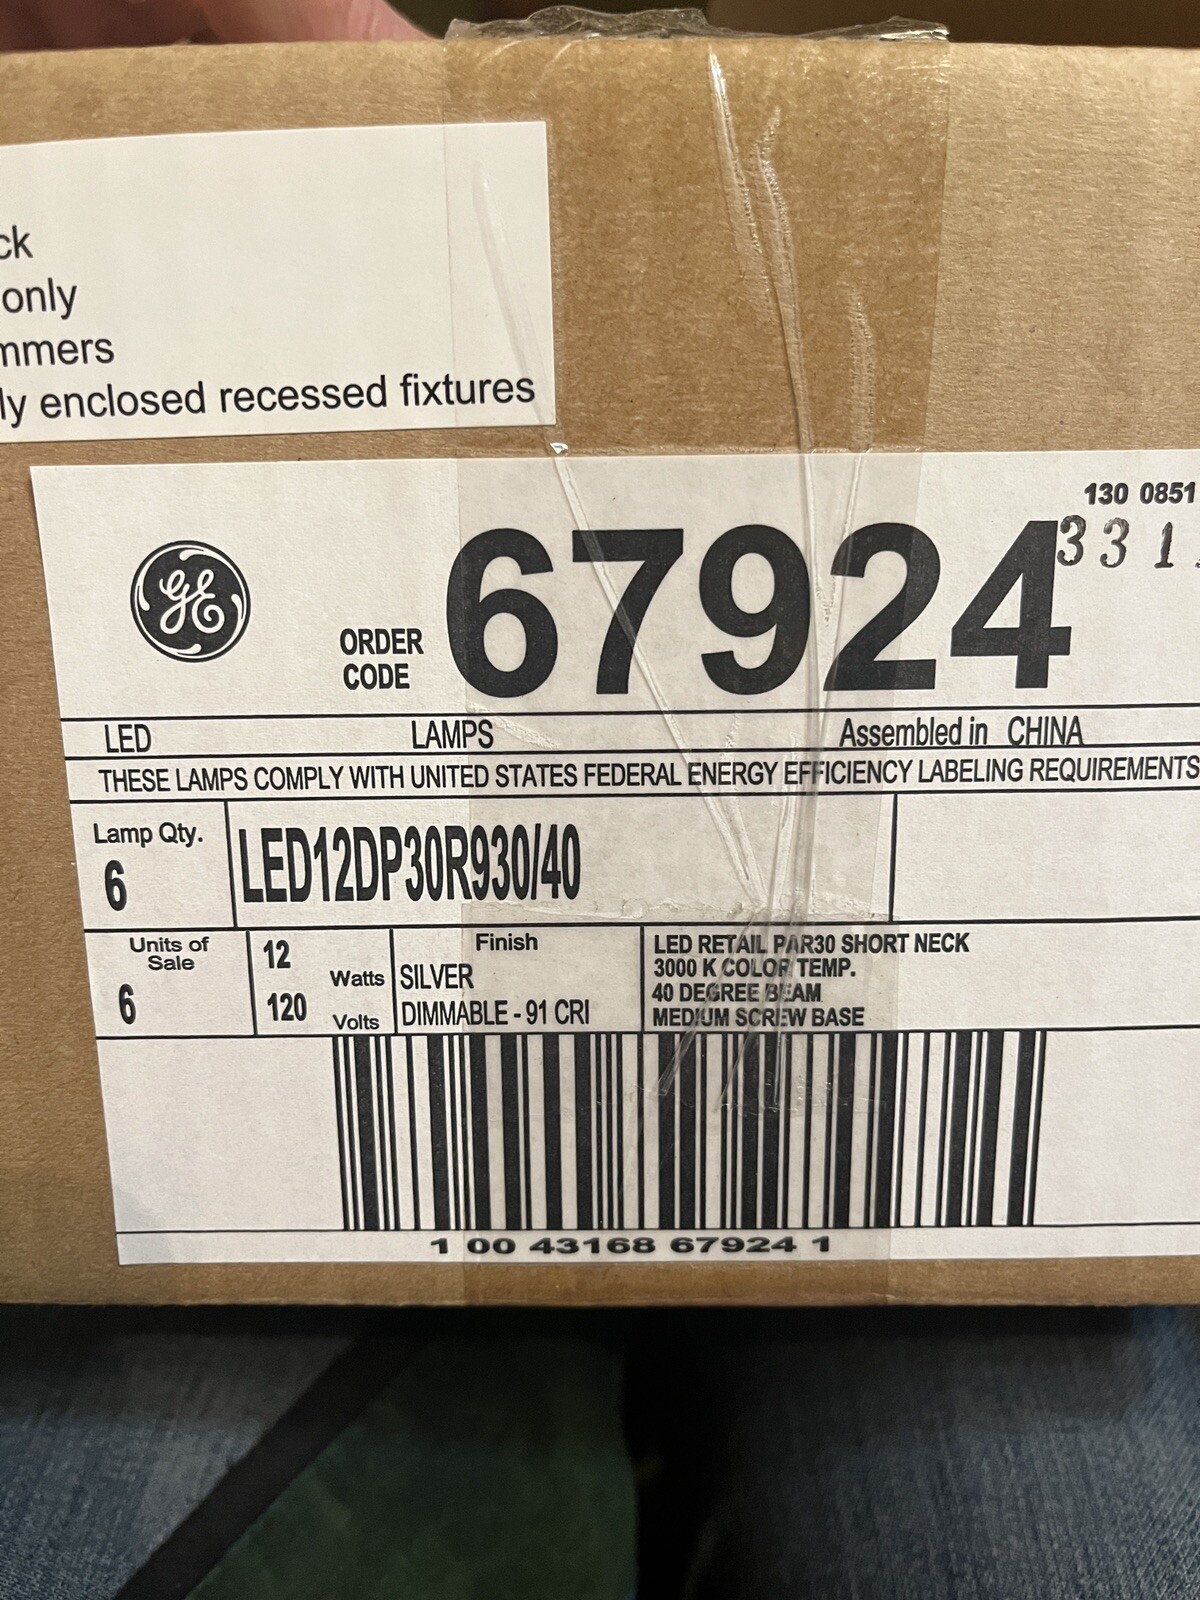 only
enclosed recessed fixtures
130 0851
331
GE
ORDER
CODE
67924
LED LAMPS Assembled in CHINA
THESE LAMPS COMPLY WITH UNITED STATES FEDERAL ENERGY EFFICIENCY LABELING REQUIREMENTS
Lamp Qty.
6
LED12DP30R930/40
Units of
Sale
6
12
Watts
120
Volts
Finish
SILVER
DIMMABLE - 91 CRI
LED RETAIL PAR30 SHORT NECK
3000 K COLOR TEMP.
40 DEGREE BEAM
MEDIUM SCREW BASE
1 00 43168 67924 1